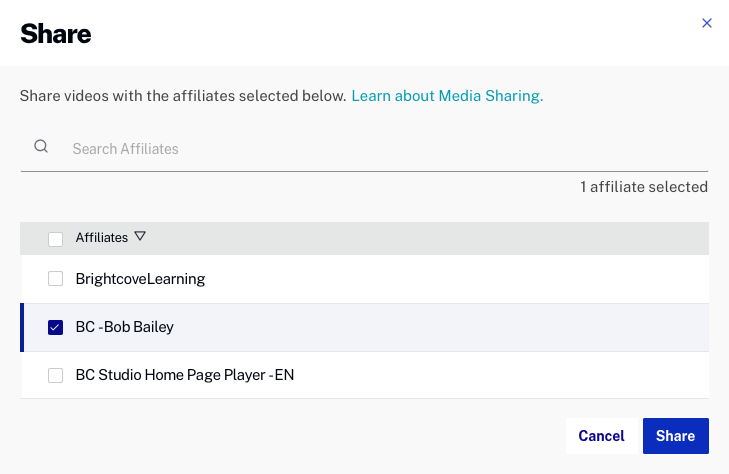 Share
Share videos with the affiliates selected below. Learn about Media Sharing.
Search Affiliates
1 affiliate selected
Affiliates
BrightcoveLearning
BC - Bob Bailey
BC Studio Home Page Player - EN
Cancel Share